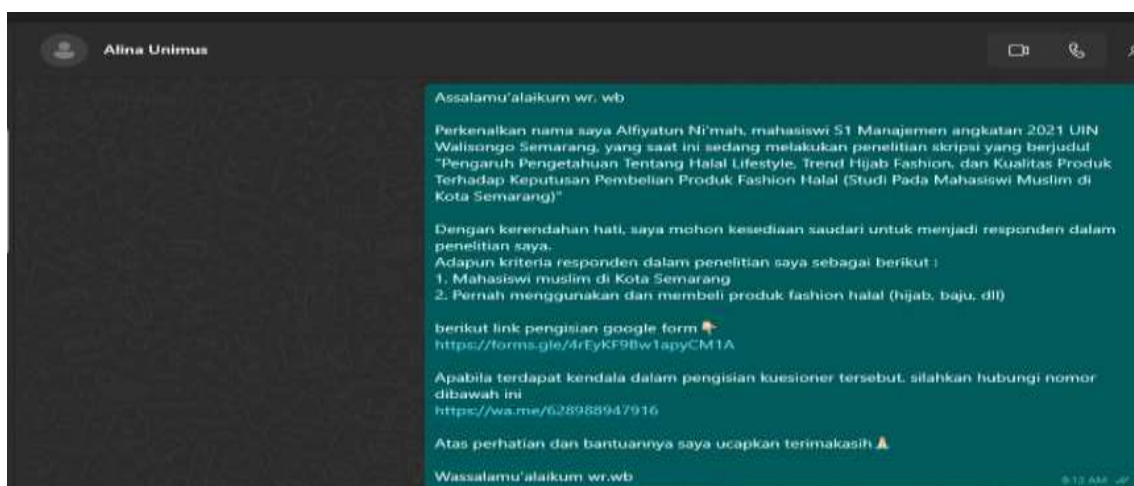 Alina Unimus
Assalamu'alaikum wr. wb
Perkenalkan nama saya Alfiyatun Ni'mah, mahasiswi S1 Manajemen angkatan 2021 UIN
Walisongo Semarang, yang saat ini sedang melakukan penelitian skripsi yang berjudul
"Pengaruh Pengetahuan Tentang Halal Lifestyle, Trend Hijab Fashion, dan Kualitas Produk
Terhadap Keputusan Pembelian Produk Fashion Halal (Studi Pada Mahasiswi Muslim di
Kota Semarang)"
Dengan kerendahan hati, saya mohon kesediaan saudari untuk menjadi responden dalam
penelitian saya.
Adapun kriteria responden dalam penelitian saya sebagai berikut :
1. Mahasiswi muslim di Kota Semarang
2. Pernah menggunakan dan membeli produk fashion halal (hijab, baju, dll)
berikut link pengisian google form 👇🏻
https://forms.gle/4rEyKF9Bw1apyCM1A
Apabila terdapat kendala dalam pengisian kuesioner tersebut, silahkan hubungi nomor
dibawah ini
https://wa.me/628988947916
Atas perhatian dan bantuannya saya ucapkan terimakasih 🙏🏻
Wassalamu'alaikum wr.wb
6:13 AM